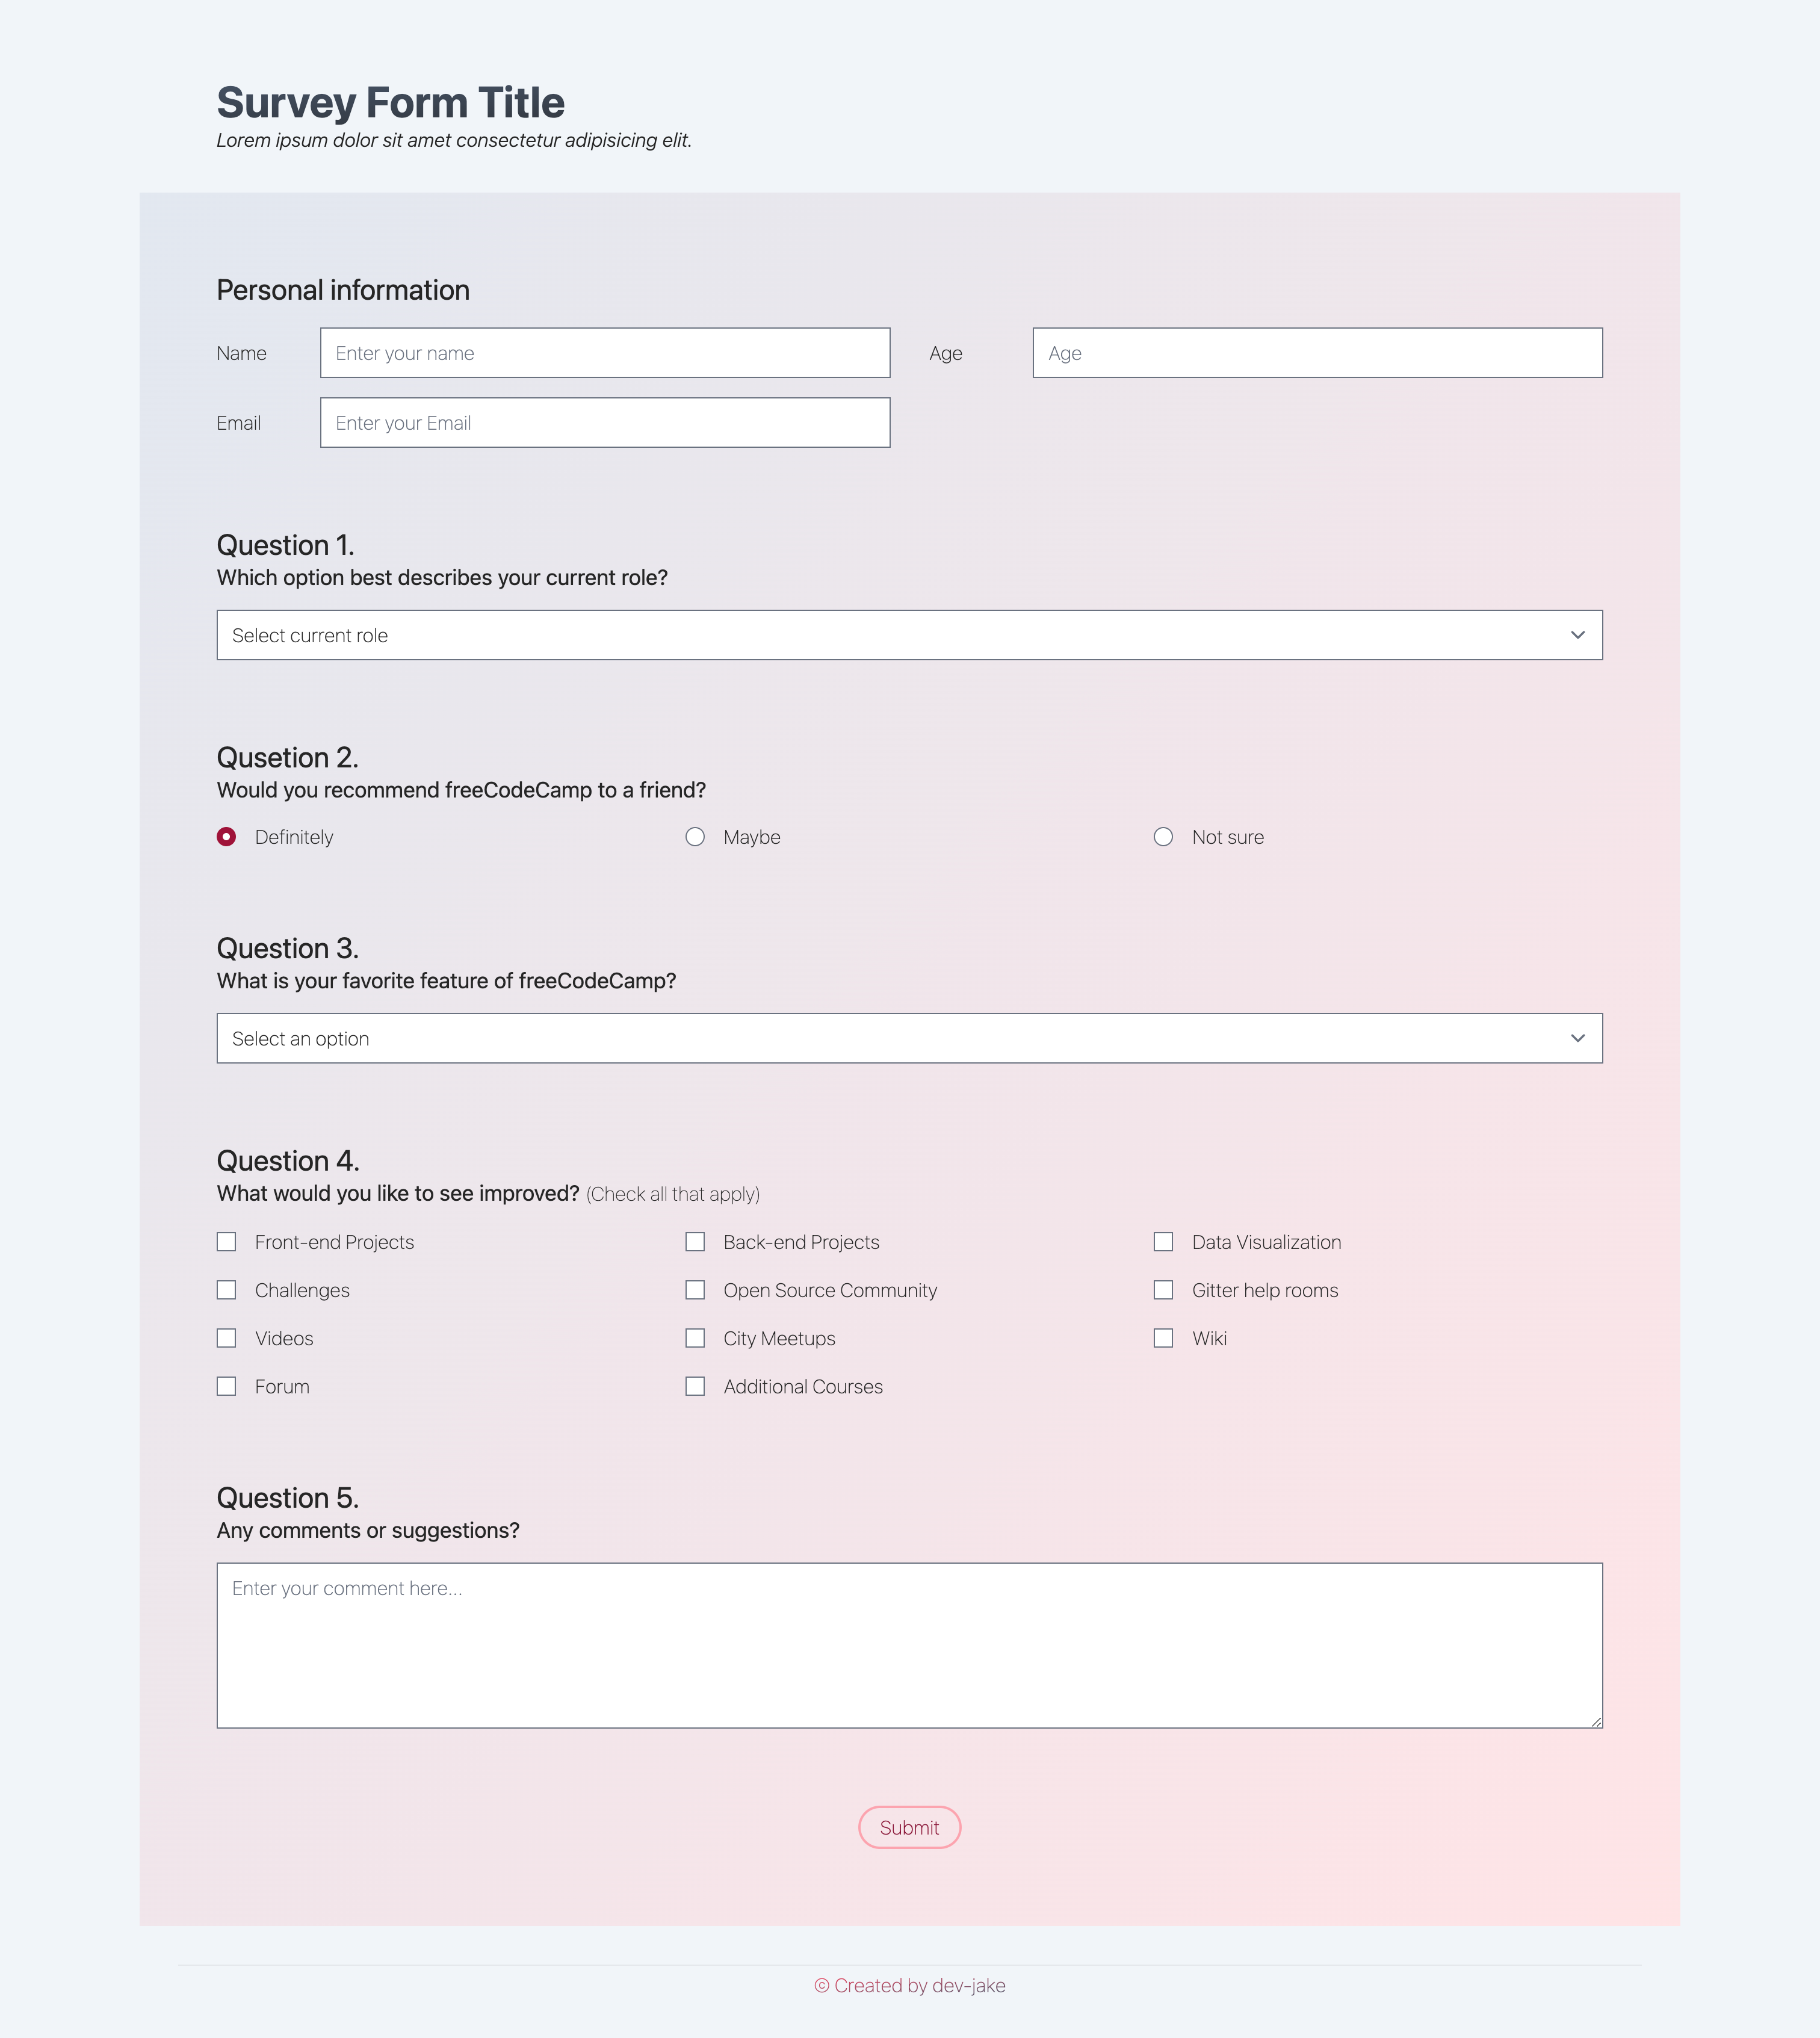 Survey Form Title
Lorem ipsum dolor sit amet consectetur adipisicing elit.
Personal information
Name
Enter your name
Age
Age
Email
Enter your Email
Question 1.
Which option best describes your current role?
Select current role
Qusetion 2.
Would you recommend freeCodeCamp to a friend?
Definitely
Maybe
Not sure
Question 3.
What is your favorite feature of freeCodeCamp?
Select an option
Question 4.
What would you like to see improved? (Check all that apply)
Front-end Projects
Back-end Projects
Data Visualization
Challenges
Open Source Community
Gitter help rooms
Videos
City Meetups
Wiki
Forum
Additional Courses
Question 5.
Any comments or suggestions?
Enter your comment here...
Submit
© Created by dev-jake